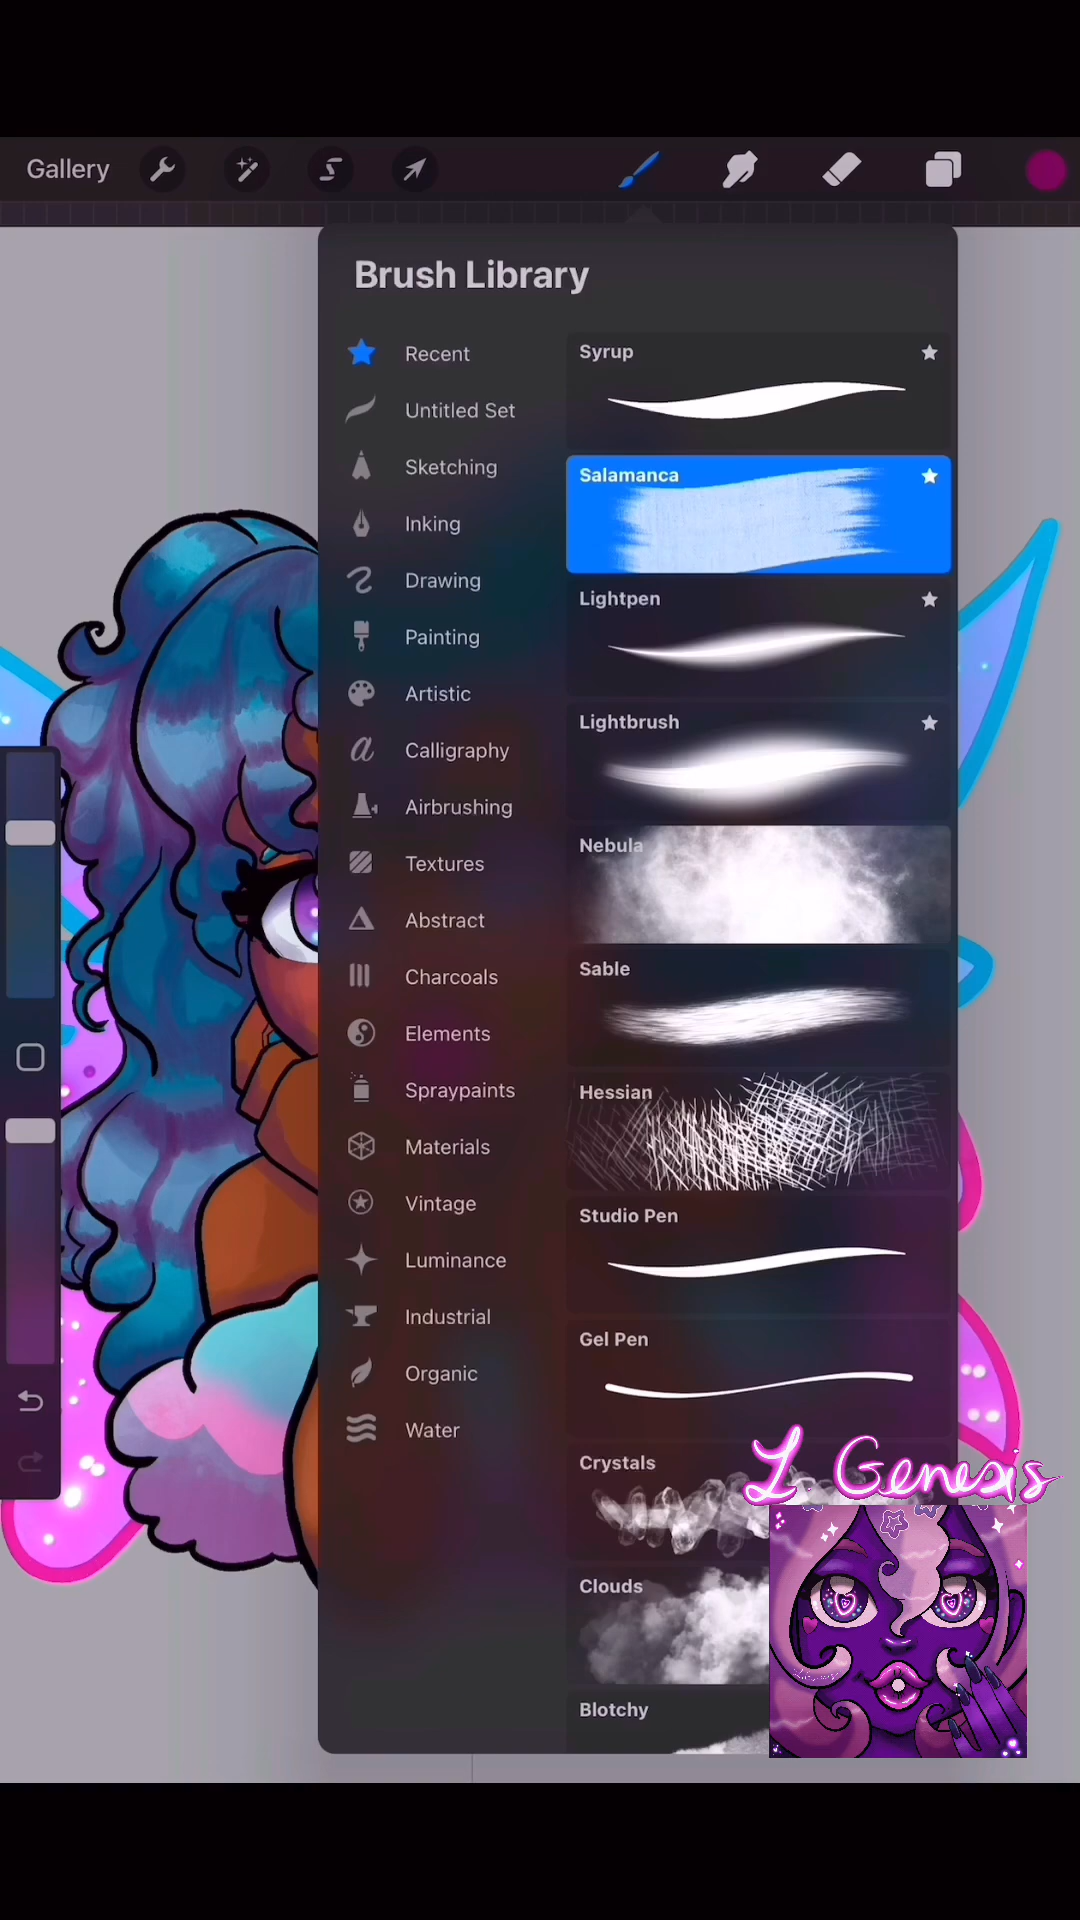 Gallery
Brush Library
Recent
Untitled Set
Sketching
Inking
Drawing
Painting
Artistic
Calligraphy
Airbrushing
Textures
Abstract
Charcoals
Elements
Spraypaints
Materials
Vintage
Luminance
Industrial
Organic
Water
Syrup
Salamanca
Lightpen
Lightbrush
Nebula
Sable
Hessian
Studio Pen
Gel Pen
Crystals
Clouds
Blotchy
L. Genesis